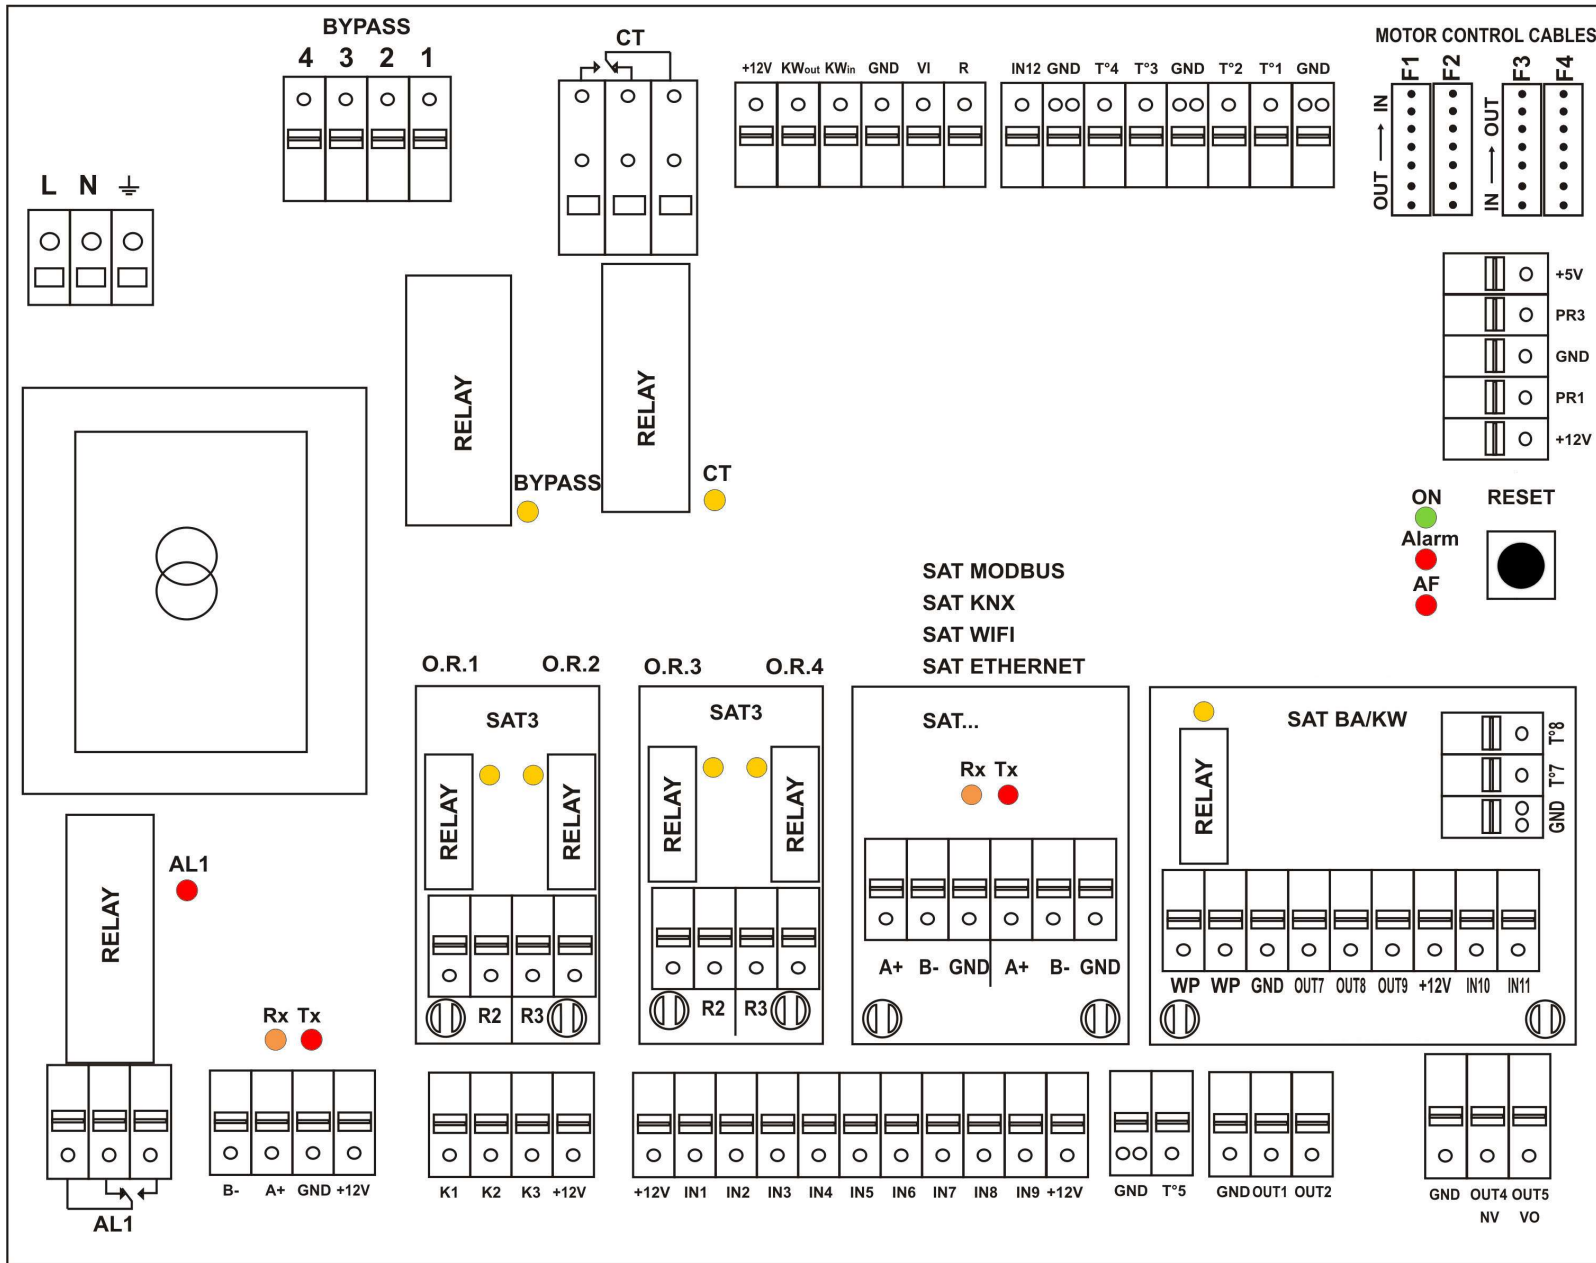 BYPASS
4 3 2 1
CT
+12V KWout KWin GND VI R
IN12 GND T°4 T°3 GND T°2 T°1 GND
MOTOR CONTROL CABLES
F1 F2 F3 F4
OUT → IN
IN → OUT
L N
+5V
PR3
GND
PR1
+12V
RELAY
RELAY
BYPASS
CT
ON
RESET
Alarm
AF
SAT MODBUS
SAT KNX
SAT WIFI
SAT ETHERNET
O.R.1 O.R.2
O.R.3 O.R.4
SAT3
RELAY
RELAY
R2 R3
SAT3
RELAY
RELAY
R2 R3
SAT...
Rx Tx
A+ B- GND A+ B- GND
SAT BA/KW
RELAY
T°8
T°7
GND
WP WP GND OUT7 OUT8 OUT9 +12V IN10 IN11
RELAY
AL1
AL1
Rx Tx
B- A+ GND +12V
K1 K2 K3 +12V
+12V IN1 IN2 IN3 IN4 IN5 IN6 IN7 IN8 IN9 +12V
GND T°5
GND OUT1 OUT2
GND OUT4 OUT5
NV VO